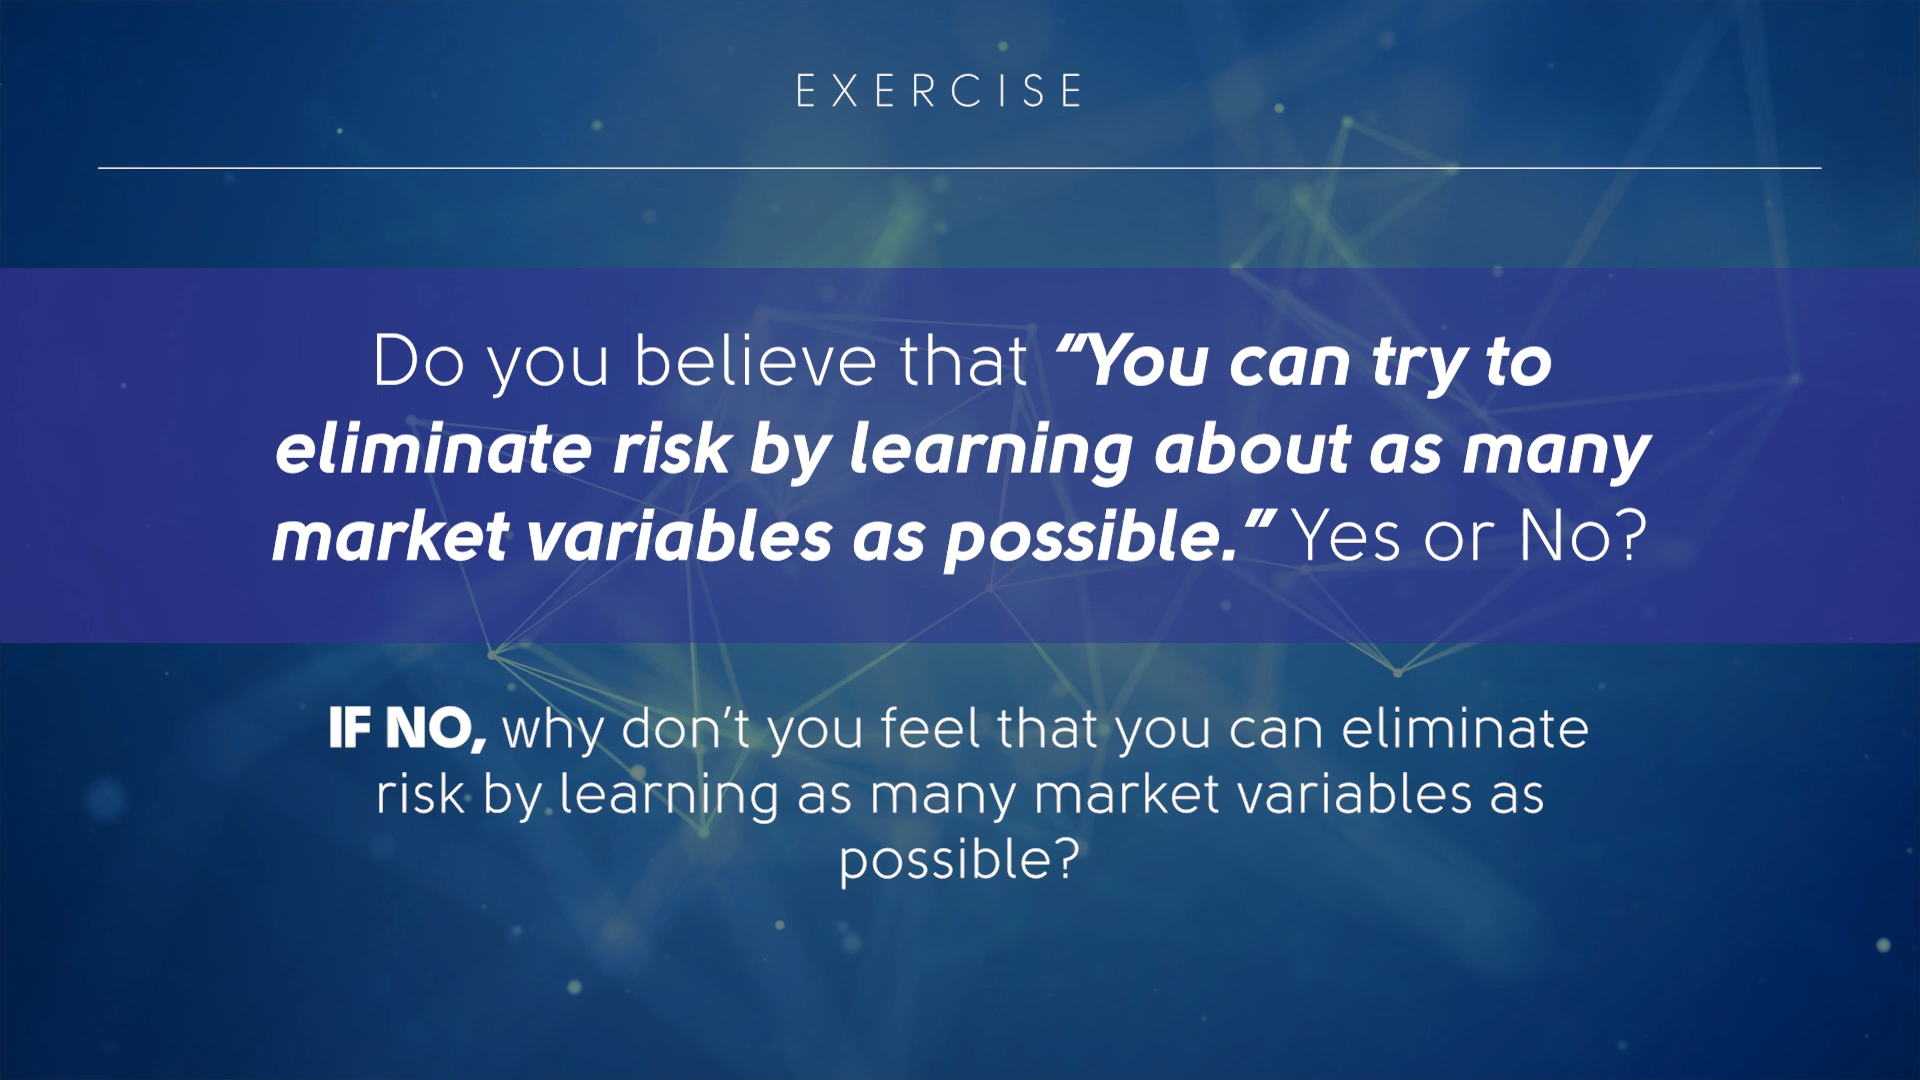 EXERCISE
Do you believe that “You can try to
eliminate risk by learning about as many
market variables as possible.” Yes or No?
IF NO, why don’t you feel that you can eliminate
risk by learning as many market variables as
possible?